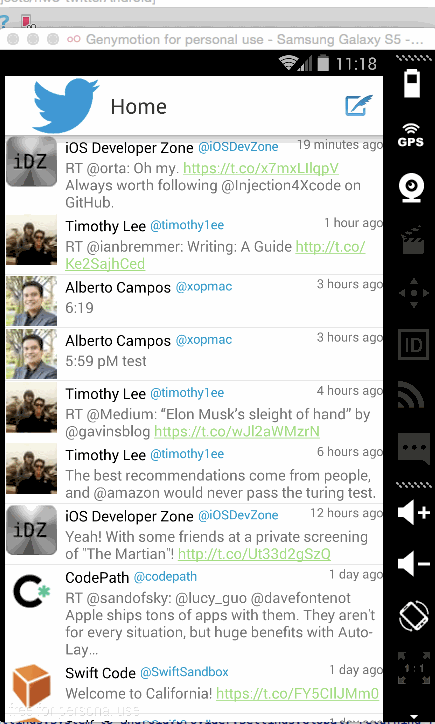 Genymotion for personal use - Samsung Galaxy S5 -...
11:18
Home
GPS
iDZ
iOS Developer Zone @iOSDevZone 19 minutes ago
RT @orta: Oh my. https://t.co/x7mxLIlqpV
Always worth following @Injection4Xcode on
GitHub.
Timothy Lee @timothy1ee 1 hour ago
RT @ianbremmer: Writing: A Guide http://t.co/
Ke2SajhCed
Alberto Campos @xopmac 3 hours ago
6:19
Alberto Campos @xopmac 3 hours ago
5:59 pM test
ID
Timothy Lee @timothy1ee 4 hours ago
RT @Medium: “Elon Musk’s sleight of hand” by
@gavinsblog https://t.co/wJl2aWMzrN
Timothy Lee @timothy1ee 6 hours ago
The best recommendations come from people,
and @amazon would never pass the turing test.
iDZ
iOS Developer Zone @iOSDevZone 12 hours ago
Yeah! With some friends at a private screening
of "The Martian"! http://t.co/Ut33d2gSzQ
CodePath @codepath 1 day ago
RT @sandofsky: @lucy_guo @davefontenot
Apple ships tons of apps with them. They aren't
for every situation, but huge benefits with Auto-
Lay...
Swift Code @SwiftSandbox 1 day ago
Welcome to California! https://t.co/FY5CIlJMm0
1:1
free for personal use